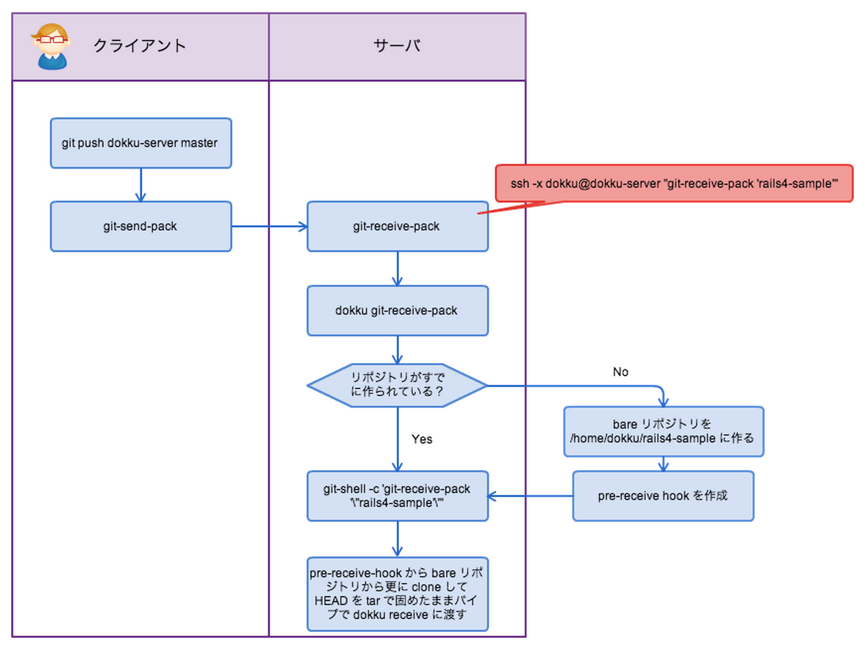 クライアント
サーバ
git push dokku-server master
ssh -x dokku@dokku-server "git-receive-pack 'rails4-sample'"
git-send-pack
git-receive-pack
dokku git-receive-pack
リポジトリがすで
に作られている？
No
bare リポジトリを
/home/dokku/rails4-sample に作る
Yes
git-shell -c 'git-receive-pack
'\"rails4-sample'\"'
pre-receive hook を作成
pre-receive-hook から bare リポ
ジトリから更に clone して
HEAD を tar で固めたままパイ
プで dokku receive に渡す